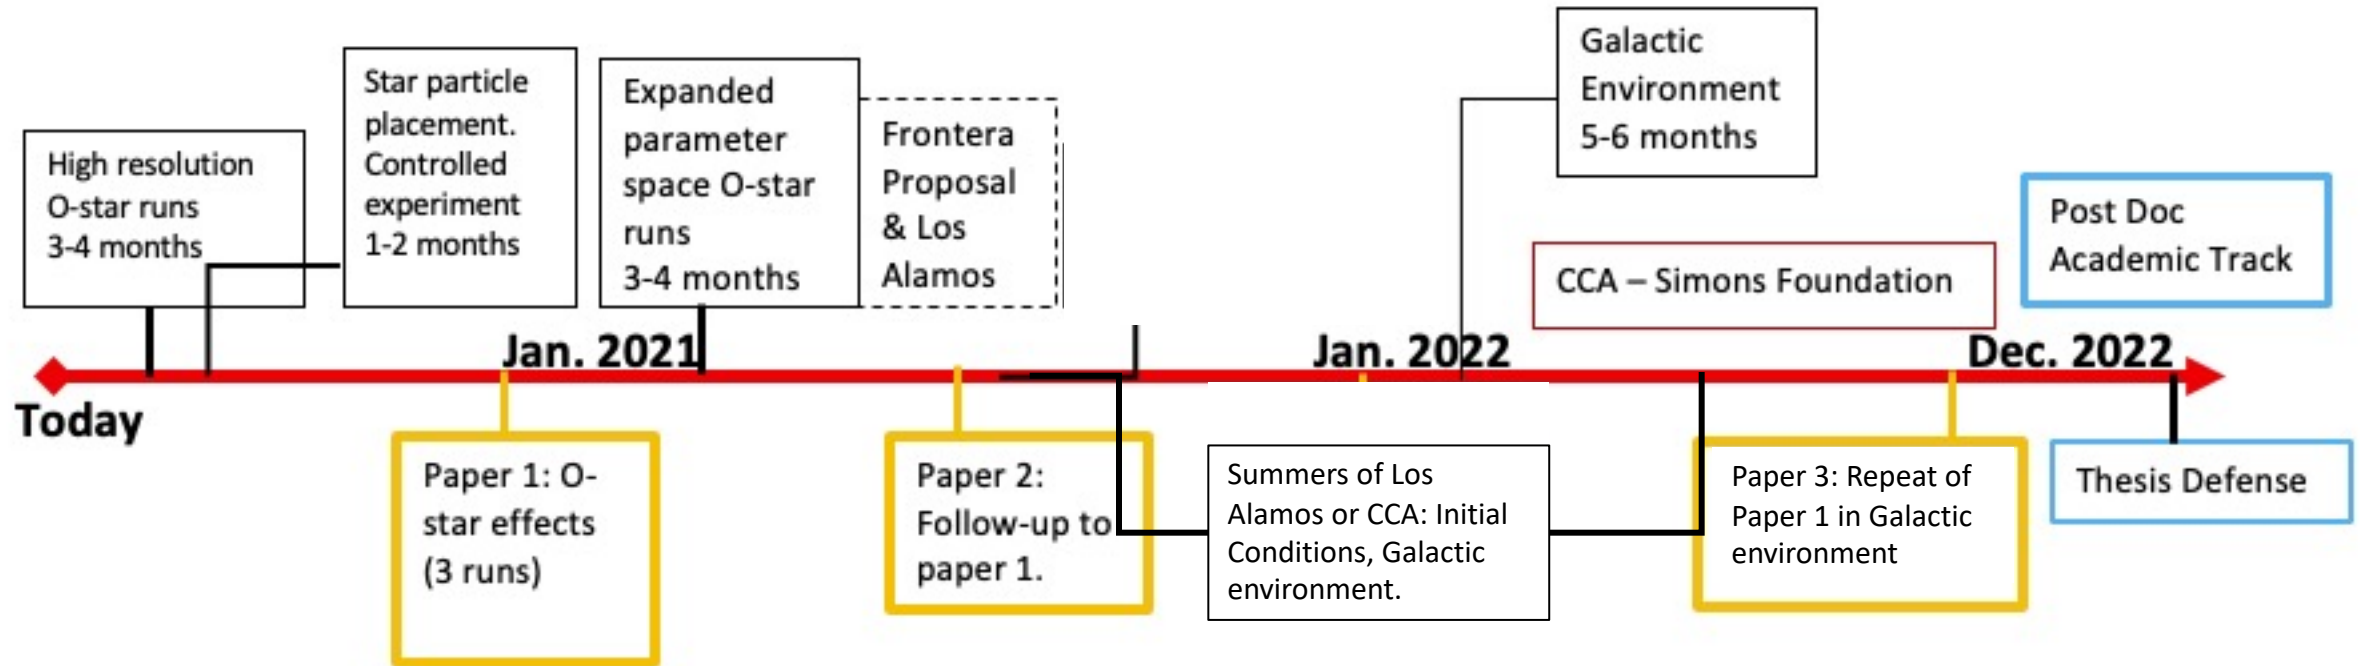 High resolution
O-star runs
3-4 months
Star particle
placement.
Controlled
experiment
1-2 months
Expanded
parameter
space O-star
runs
3-4 months
Frontera
Proposal
& Los
Alamos
Galactic
Environment
5-6 months
CCA – Simons Foundation
Post Doc
Academic Track
Today
Jan. 2021
Jan. 2022
Dec. 2022
Paper 1: O-
star effects
(3 runs)
Paper 2:
Follow-up to
paper 1.
Summers of Los
Alamos or CCA: Initial
Conditions, Galactic
environment.
Paper 3: Repeat of
Paper 1 in Galactic
environment
Thesis Defense